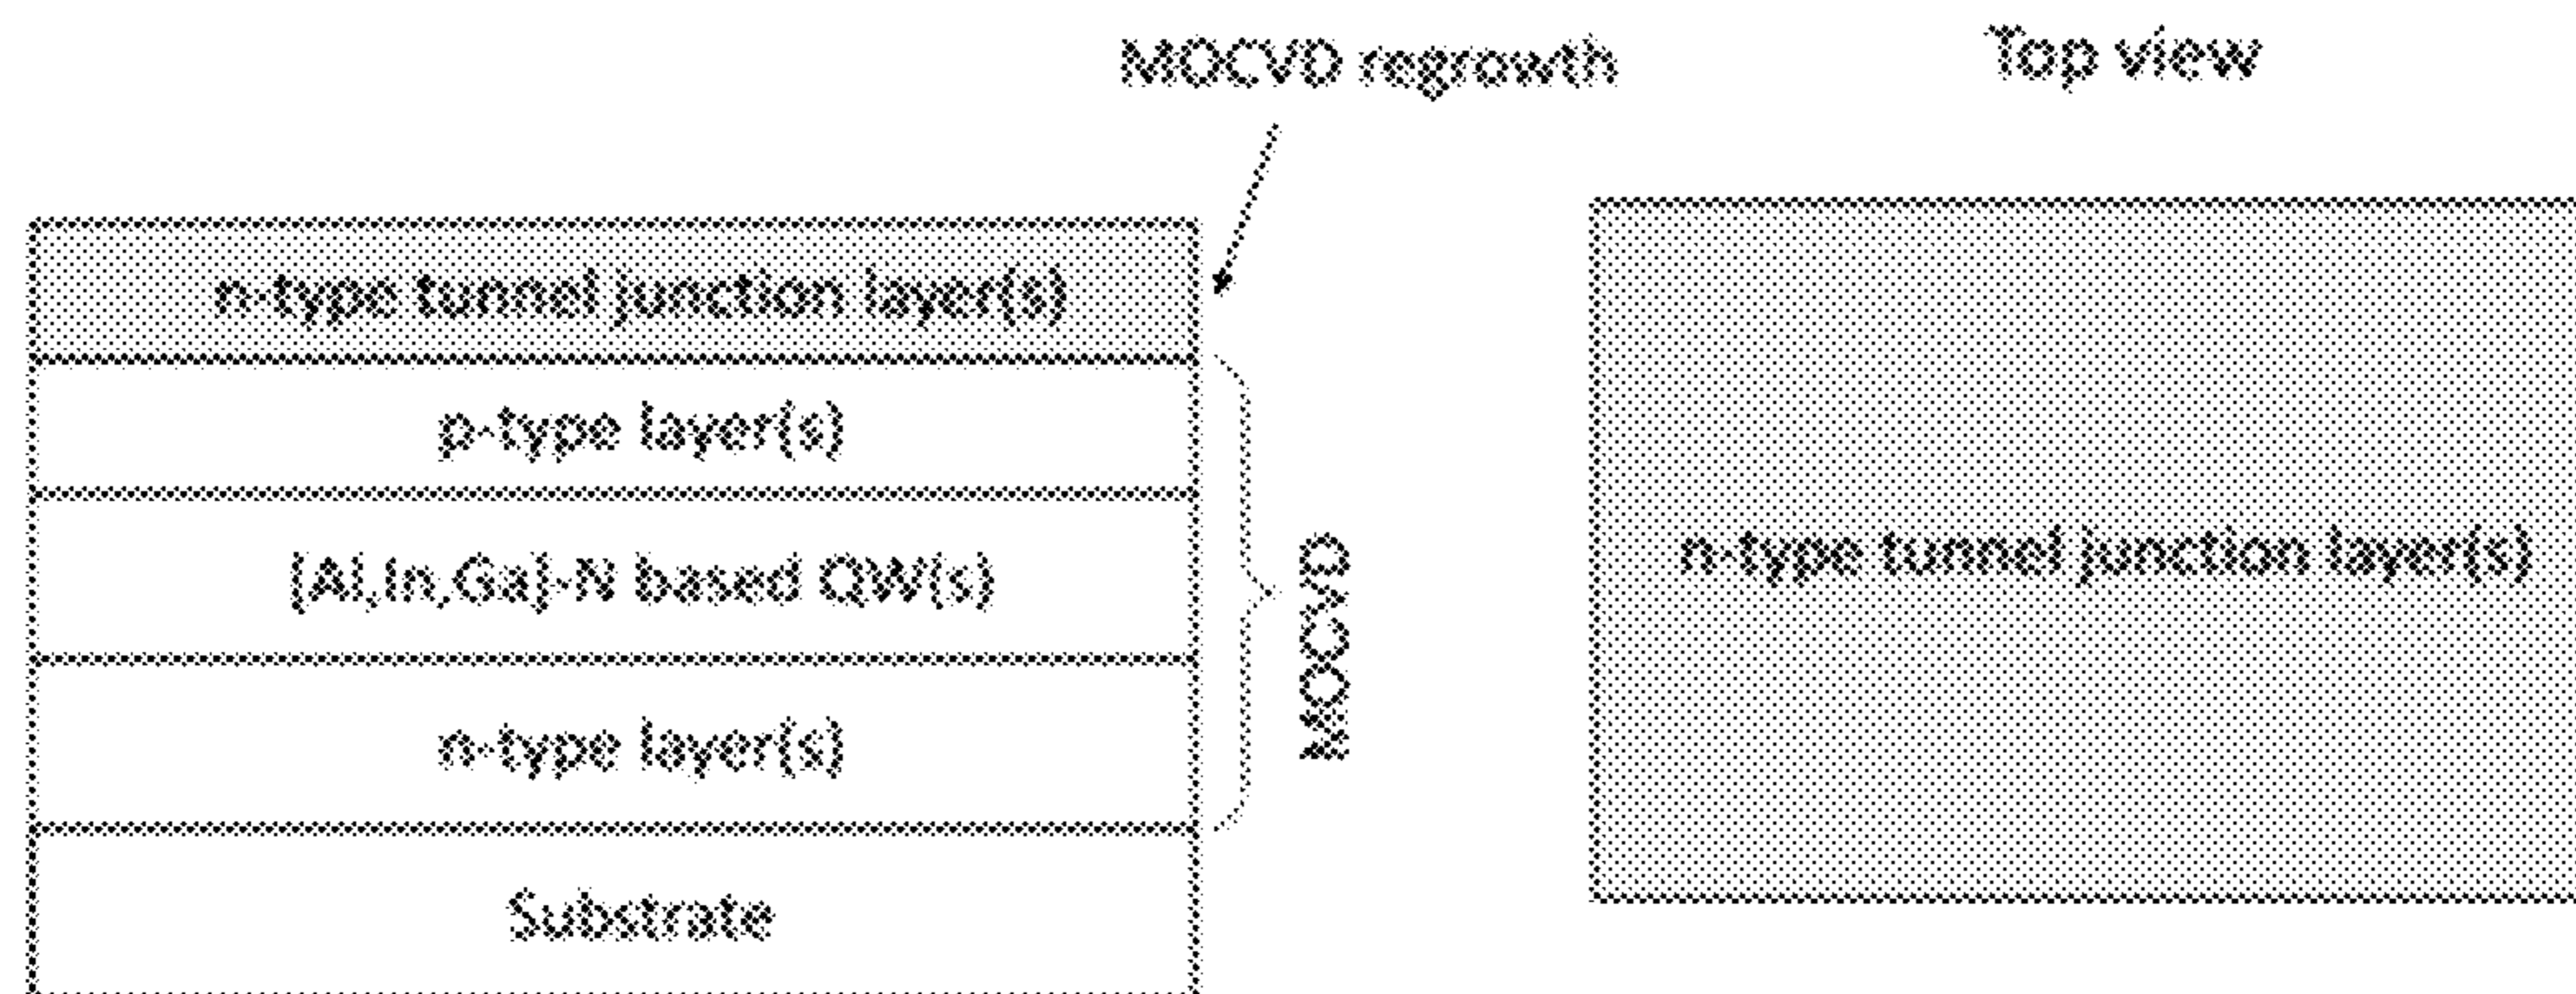 MOCVD regrowth
Top view
n-type tunnel junction layer(s)
p-type layer(s)
[Al,In,Ga]-N based QW(s)
n-type layer(s)
Substrate
MOCVD
n-type tunnel junction layer(s)